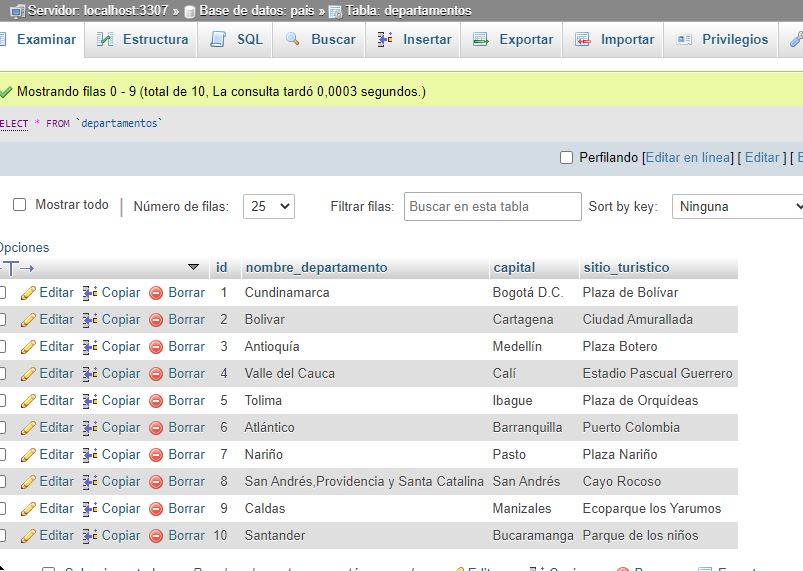 Servidor: localhost:3307 » Base de datos: pais » Tabla: departamentos
Examinar Estructura SQL Buscar Insertar Exportar Importar Privilegios
Mostrando filas 0 - 9 (total de 10, La consulta tardó 0,0003 segundos.)
ELECT * FROM `departamentos`
Perfilando [Editar en línea] [ Editar ] [ E
Mostrar todo | Número de filas: 25 Filtrar filas: Buscar en esta tabla Sort by key: Ninguna
Opciones
id nombre_departamento capital sitio_turistico
Editar Copiar Borrar 1 Cundinamarca Bogotá D.C. Plaza de Bolívar
Editar Copiar Borrar 2 Bolivar Cartagena Ciudad Amurallada
Editar Copiar Borrar 3 Antioquía Medellín Plaza Botero
Editar Copiar Borrar 4 Valle del Cauca Calí Estadio Pascual Guerrero
Editar Copiar Borrar 5 Tolima Ibague Plaza de Orquídeas
Editar Copiar Borrar 6 Atlántico Barranquilla Puerto Colombia
Editar Copiar Borrar 7 Nariño Pasto Plaza Nariño
Editar Copiar Borrar 8 San Andrés,Providencia y Santa Catalina San Andrés Cayo Rocoso
Editar Copiar Borrar 9 Caldas Manizales Ecoparque los Yarumos
Editar Copiar Borrar 10 Santander Bucaramanga Parque de los niños